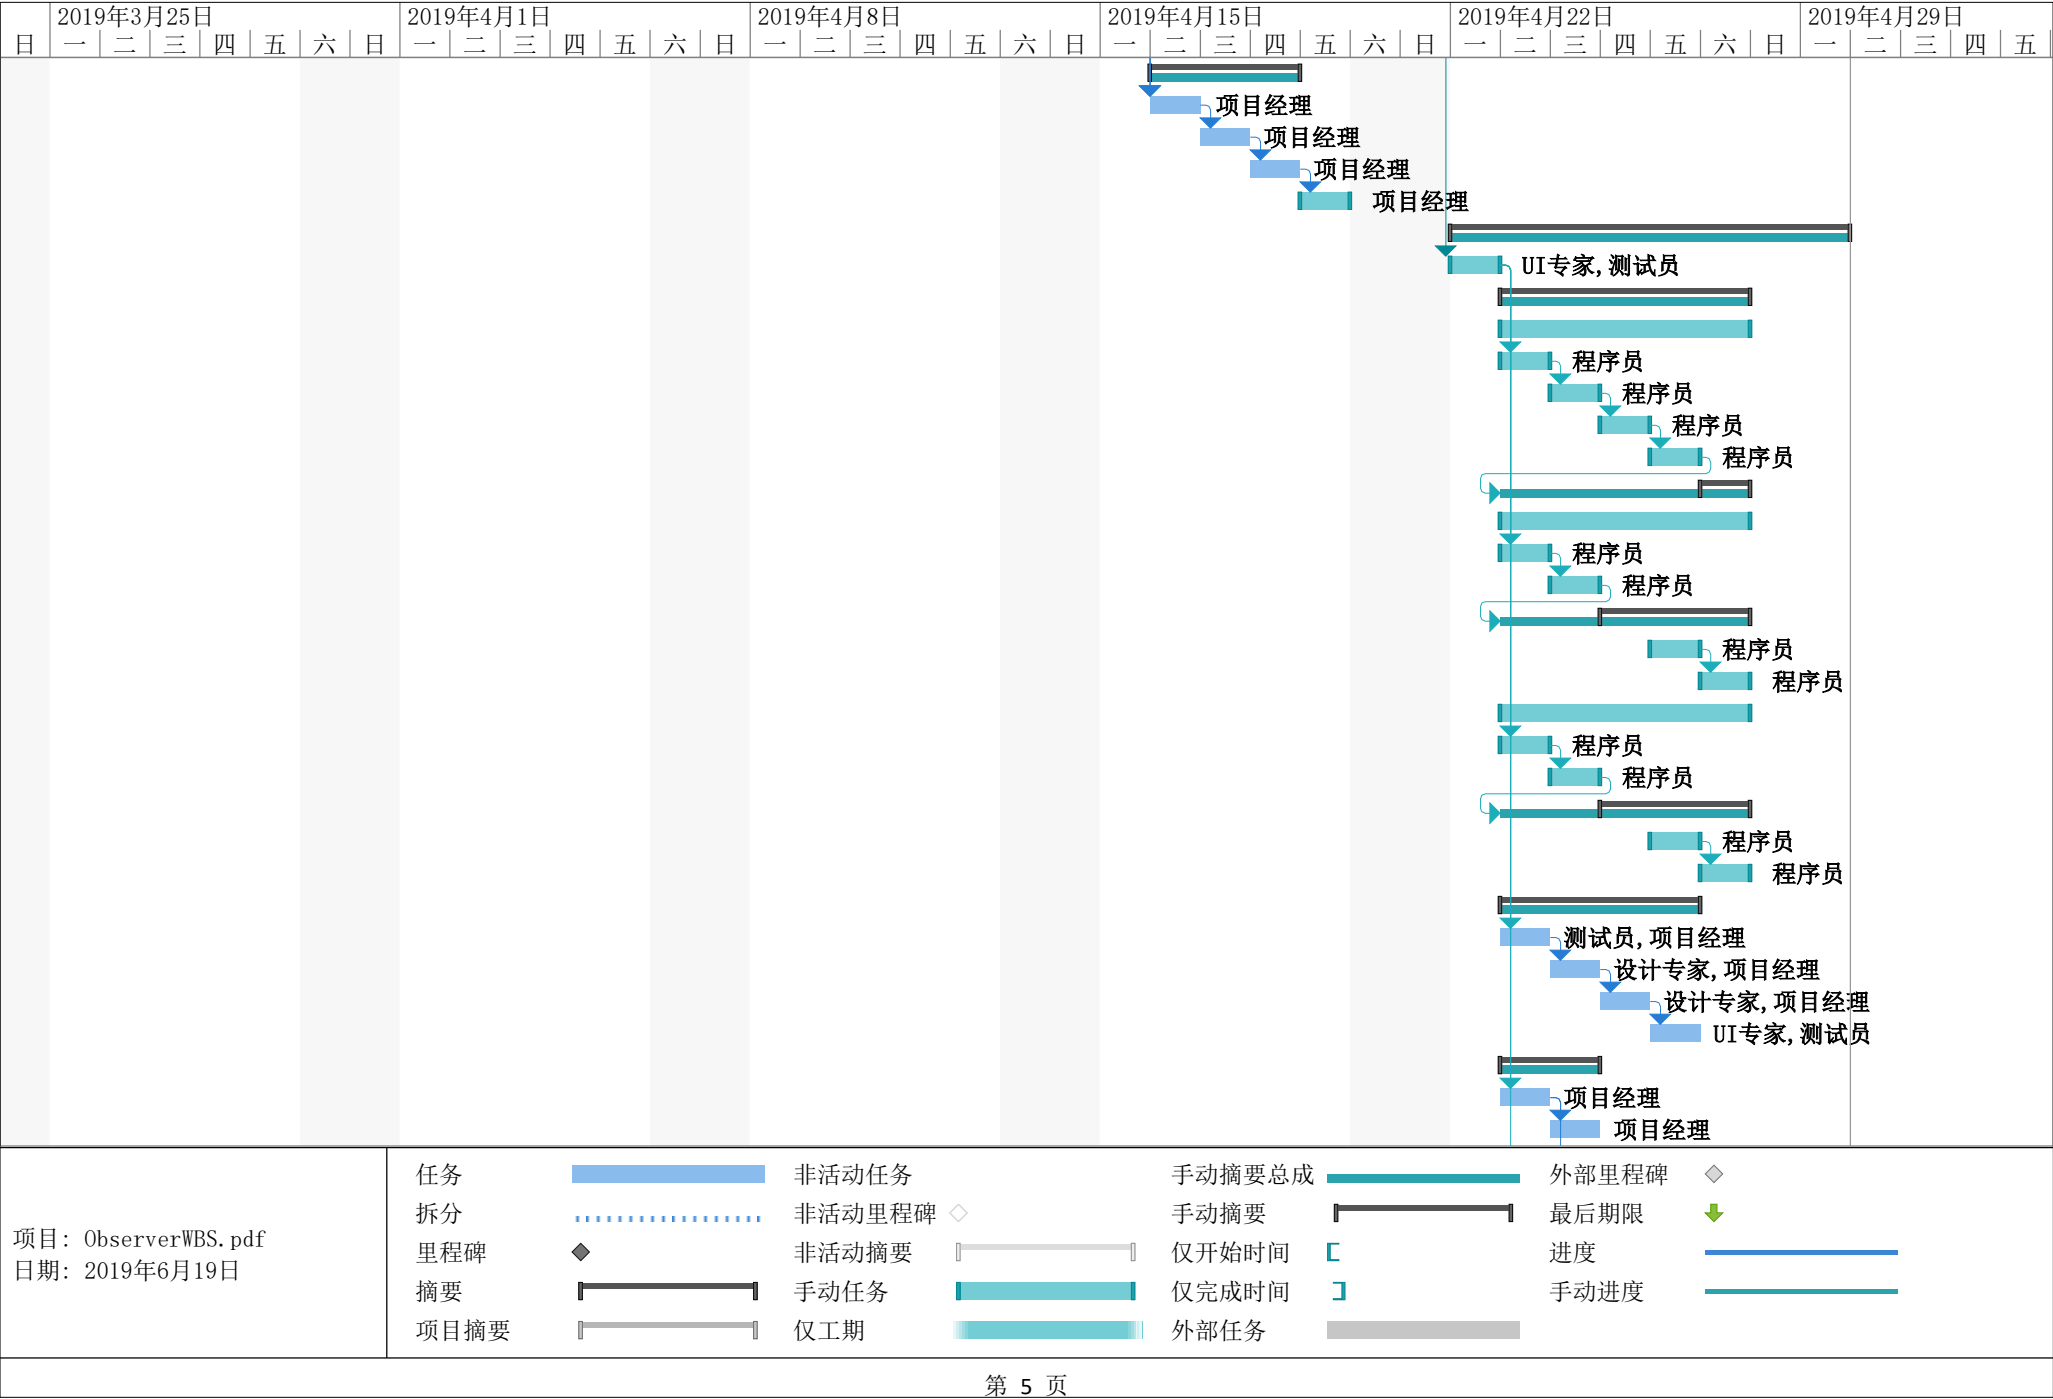 2019年3月25日 2019年4月1日 2019年4月8日 2019年4月15日 2019年4月22日 2019年4月29日
日 一 二 三 四 五 六 日 一 二 三 四 五 六 日 一 二 三 四 五 六 日 一 二 三 四 五 六 日 一 二 三 四 五 六 日 一 二 三 四 五
项目经理
项目经理
项目经理
项目经理
UI专家,测试员
程序员
程序员
程序员
程序员
程序员
程序员
程序员
程序员
程序员
程序员
程序员
程序员
测试员,项目经理
设计专家,项目经理
设计专家,项目经理
UI专家,测试员
项目经理
项目经理
项目: ObserverWBS.pdf
日期: 2019年6月19日
任务
拆分
里程碑
摘要
项目摘要
非活动任务
非活动里程碑
非活动摘要
手动任务
仅工期
手动摘要总成
手动摘要
仅开始时间
仅完成时间
外部任务
外部里程碑
最后期限
进度
手动进度
第 5 页